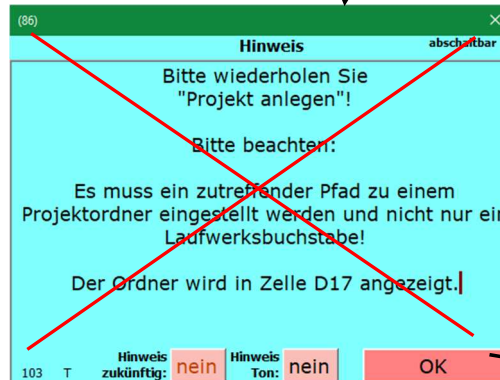 (86)
Hinweis
abschaltbar
Bitte wiederholen Sie
"Projekt anlegen"!
Bitte beachten:
Es muss ein zutreffender Pfad zu einem
Projektordner eingestellt werden und nicht nur ein
Laufwerksbuchstabe!
Der Ordner wird in Zelle D17 angezeigt.
103 T
Hinweis
zukünftig: nein
Hinweis
Ton: nein
OK